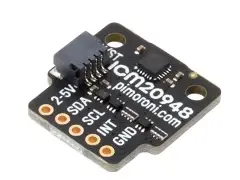 ICM20948
pimoroni.com
2-5V
SDA
SCL
INT
GND